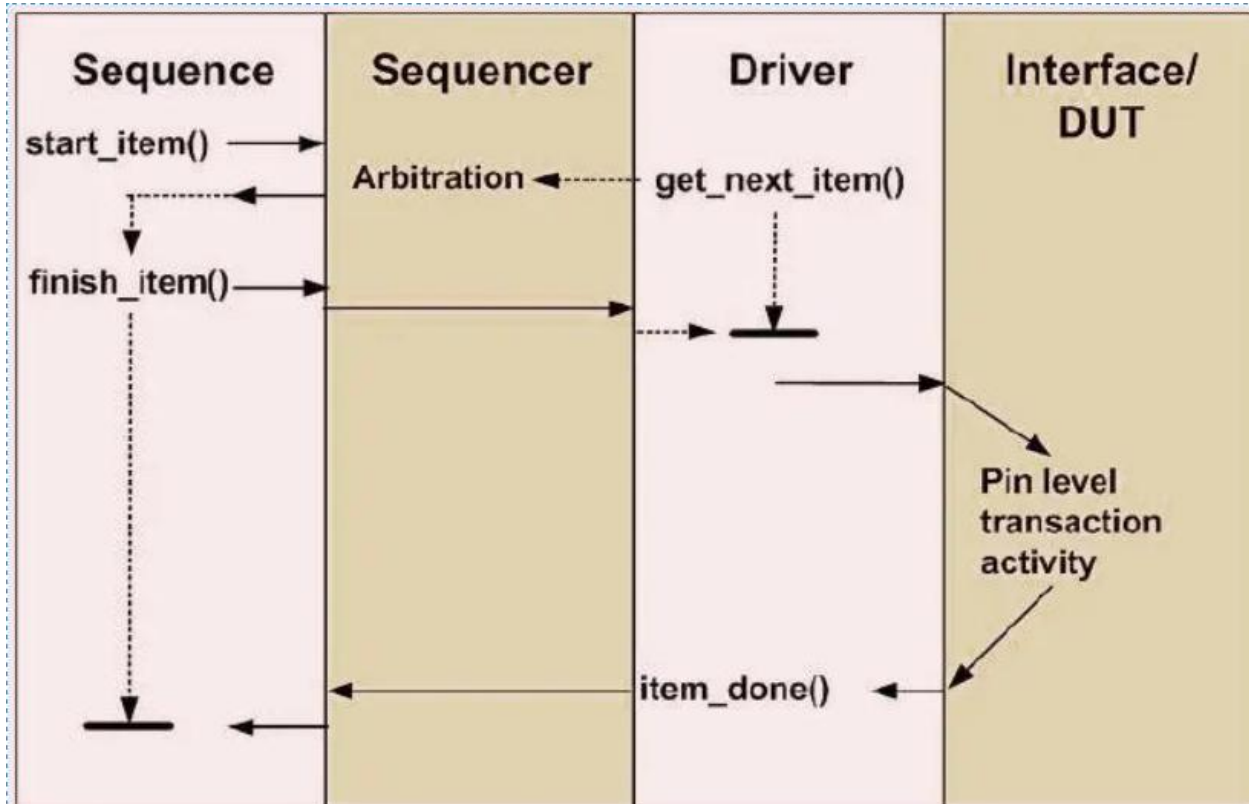 Sequence
Sequencer
Driver
Interface/
DUT
start_item()
Arbitration
get_next_item()
finish_item()
Pin level
transaction
activity
item_done()